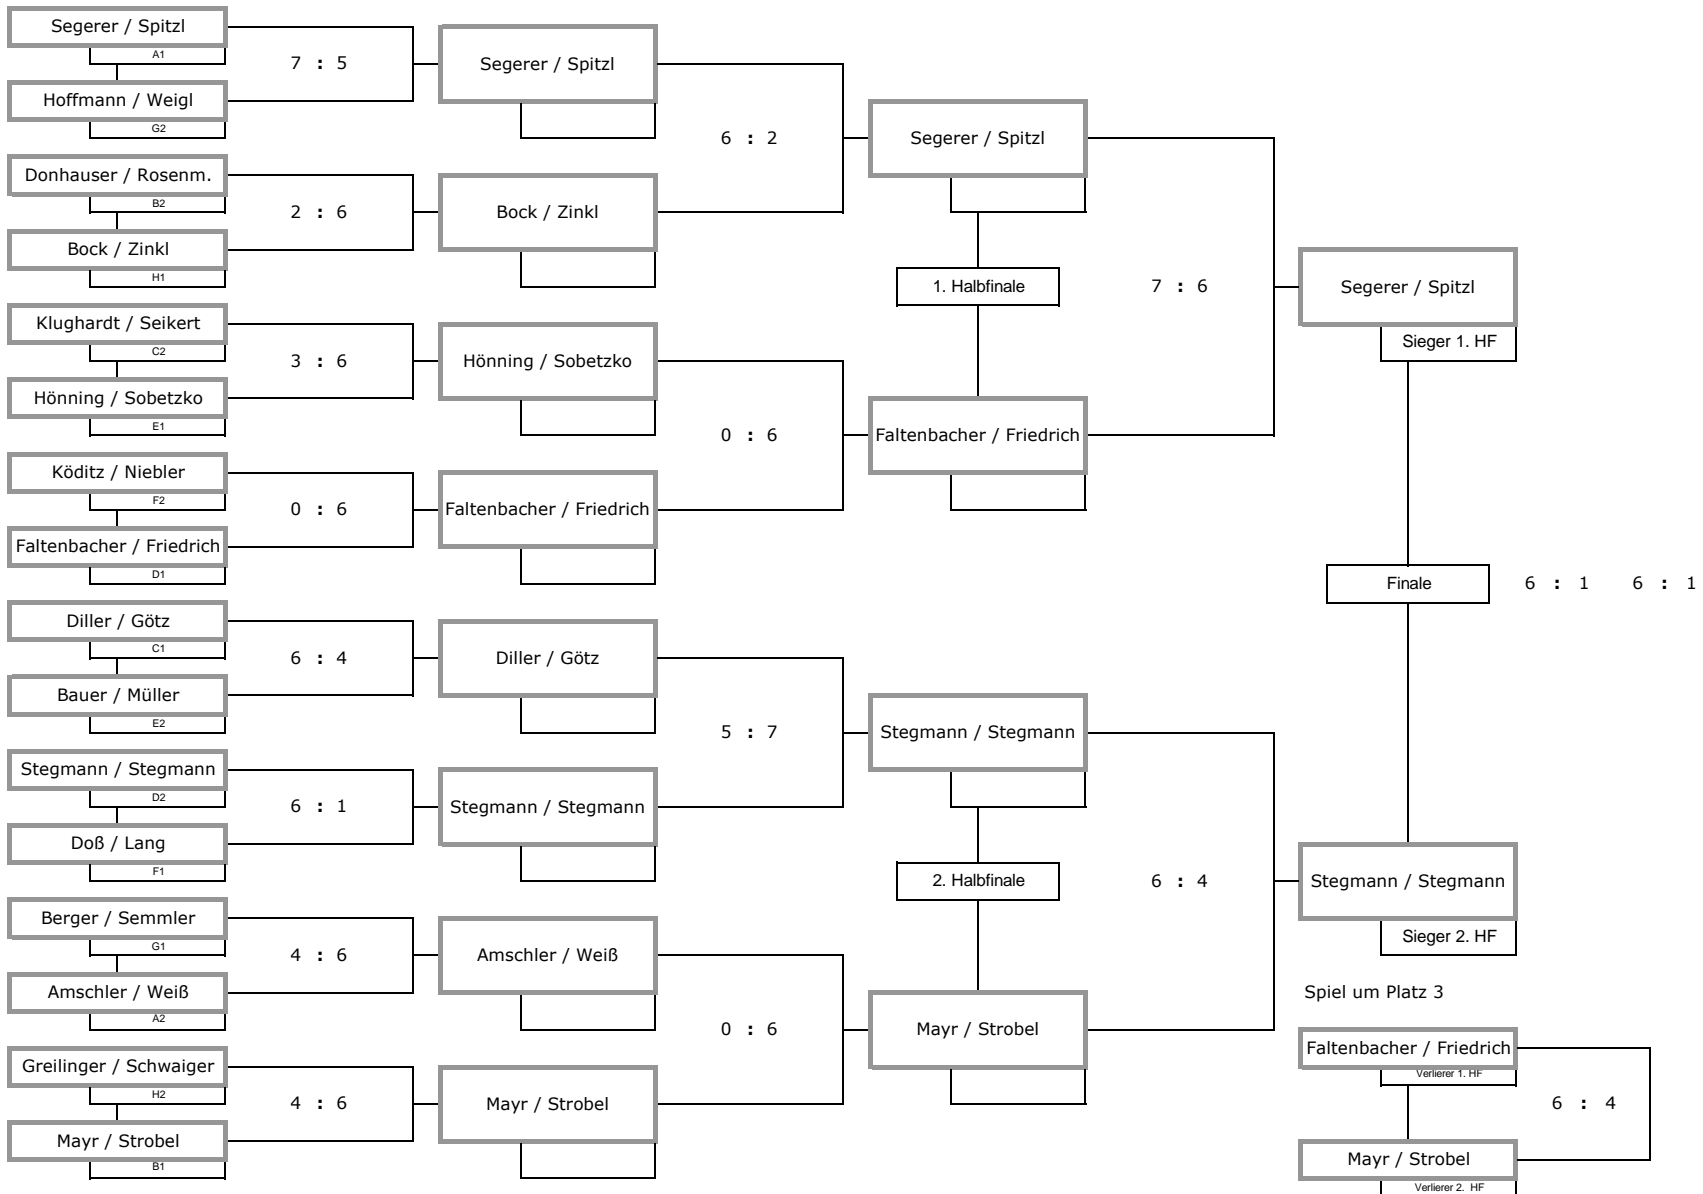 Segerer / Spitzl
A1
7 : 5
Hoffmann / Weigl
G2
Donhauser / Rosenm.
B2
2 : 6
Bock / Zinkl
H1
Klughardt / Seikert
C2
3 : 6
Hönning / Sobetzko
E1
Köditz / Niebler
F2
0 : 6
Faltenbacher / Friedrich
D1
Diller / Götz
C1
6 : 4
Bauer / Müller
E2
Stegmann / Stegmann
D2
6 : 1
Doß / Lang
F1
Berger / Semmler
G1
4 : 6
Amschler / Weiß
A2
Greilinger / Schwaiger
H2
4 : 6
Mayr / Strobel
B1
Segerer / Spitzl
6 : 2
Bock / Zinkl
Hönning / Sobetzko
0 : 6
Faltenbacher / Friedrich
Diller / Götz
5 : 7
Stegmann / Stegmann
Amschler / Weiß
0 : 6
Mayr / Strobel
Segerer / Spitzl
1. Halbfinale
7 : 6
Faltenbacher / Friedrich
Stegmann / Stegmann
2. Halbfinale
6 : 4
Mayr / Strobel
Segerer / Spitzl
Sieger 1. HF
Finale
6 : 1 6 : 1
Stegmann / Stegmann
Sieger 2. HF
Spiel um Platz 3
Faltenbacher / Friedrich
Verlierer 1. HF
6 : 4
Mayr / Strobel
Verlierer 2. HF